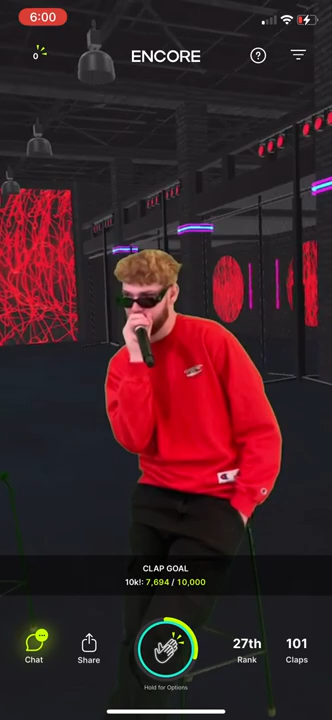 6:00
0
ENCORE
?
CLAP GOAL
10k!: 7,694 / 10,000
Chat
Share
Hold for Options
27th
Rank
101
Claps